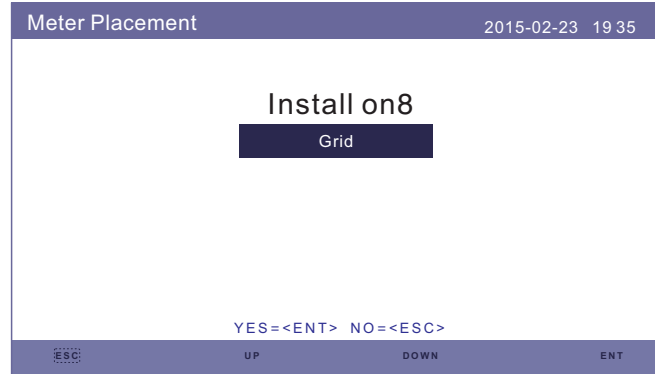 Meter Placement
2015-02-23 19 35
Install on8
Grid
YES=<ENT> NO=<ESC>
ESC UP DOWN ENT